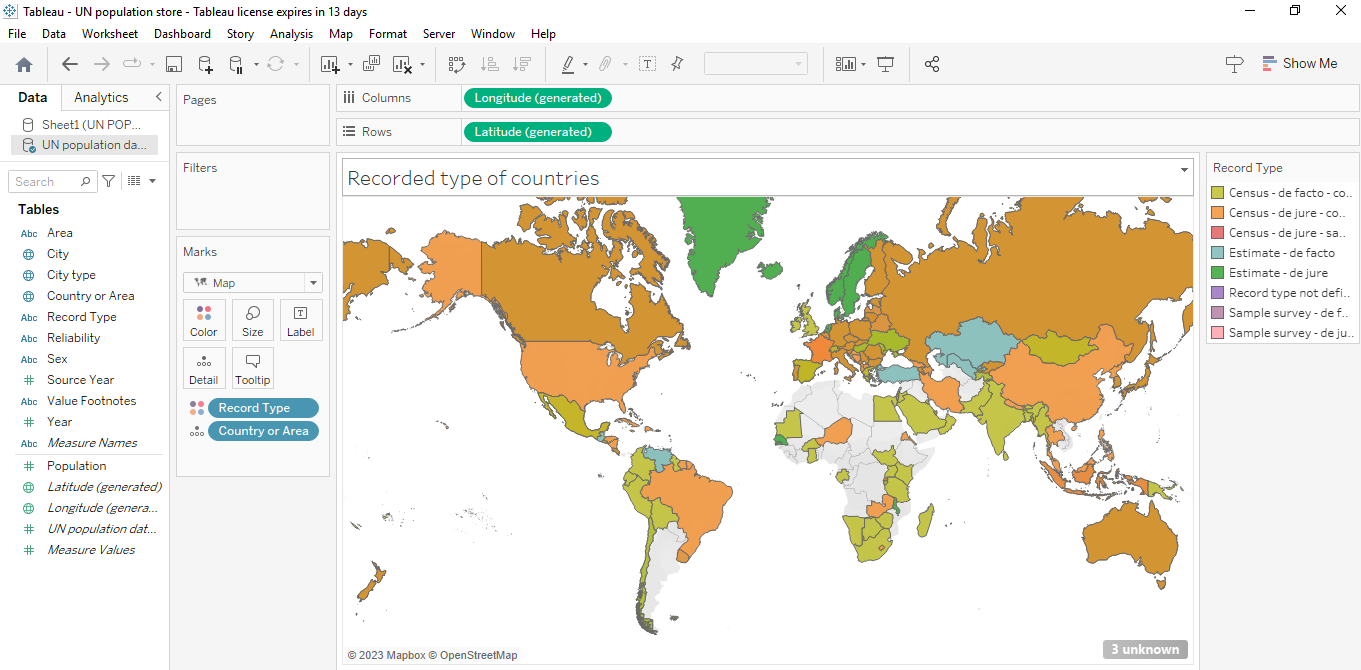 Tableau - UN population store - Tableau license expires in 13 days
File Data Worksheet Dashboard Story Analysis Map Format Server Window Help
Show Me
Data Analytics
Sheet1 (UN POP...
UN population da...
Search
Tables
Abc Area
City
City type
Country or Area
Abc Record Type
Abc Reliability
Abc Sex
# Source Year
Abc Value Footnotes
# Year
Abc Measure Names
# Population
Latitude (generated)
Longitude (genera...
# UN population dat...
# Measure Values
Pages
Filters
Marks
Map
Color Size Label
Detail Tooltip
Record Type
Country or Area
Columns Longitude (generated)
Rows Latitude (generated)
Recorded type of countries
© 2023 Mapbox © OpenStreetMap
3 unknown
Record Type
Census - de facto - co...
Census - de jure - co...
Census - de jure - sa...
Estimate - de facto
Estimate - de jure
Record type not defi...
Sample survey - de f...
Sample survey - de ju...